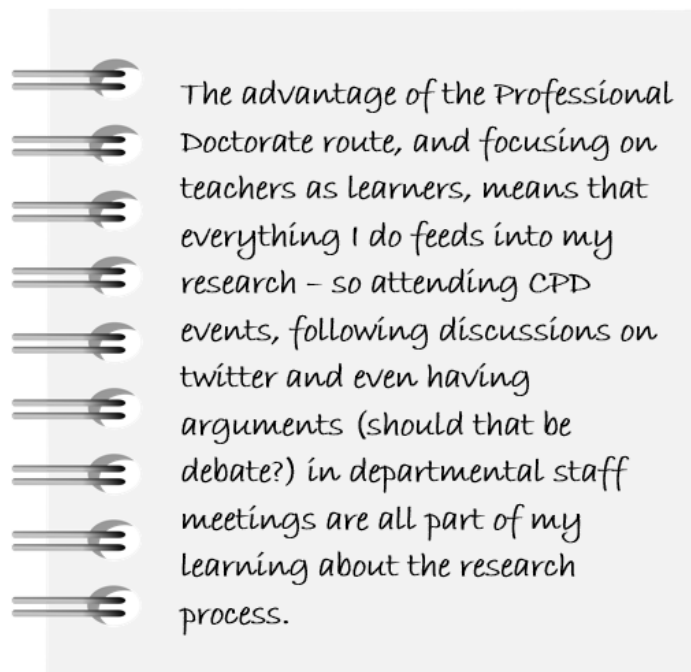 The advantage of the Professional
Doctorate route, and focusing on
teachers as learners, means that
everything I do feeds into my
research – so attending CPD
events, following discussions on
twitter and even having
arguments (should that be
debate?) in departmental staff
meetings are all part of my
learning about the research
process.